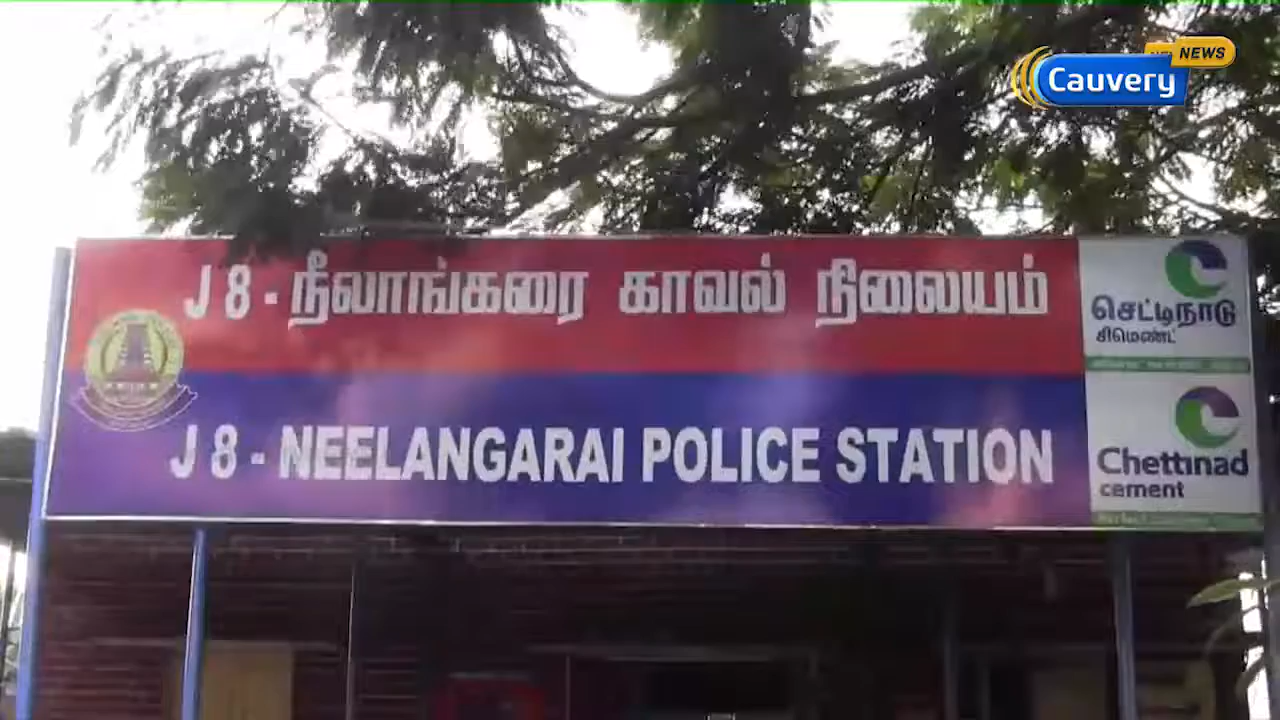 NEWS
Cauvery
J 8 - நீலாங்கரை காவல் நிலையம்
செட்டிநாடு
சிமெண்ட்
J 8 - NEELANGARAI POLICE STATION
Chettinad
cement